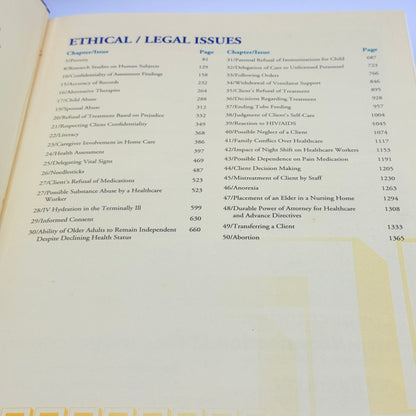 ETHICAL / LEGAL ISSUES
Chapter/Issue Page
5/Poverty 81
8/Research Studies on Human Subjects 129
10/Confidentiality of Assessment Findings 158
15/Accuracy of Records 232
16/Alternative Therapies 264
17/Child Abuse 286
19/Spousal Abuse 312
20/Refusal of Treatment Based on Prejudice 332
21/Respecting Client Confidentiality 349
22/Literacy 368
23/Caregiver Involvement in Home Care 386
24/Health Assessment 397
25/Delegating Vital Signs 469
26/Needlesticks 487
27/Client's Refusal of Medications 523
27/Possible Substance Abuse by a Healthcare 523
Worker
28/IV Hydration in the Terminally Ill 599
29/Informed Consent 630
30/Ability of Older Adults to Remain Independent 660
Despite Declining Health Status
Chapter/Issue Page
31/Parental Refusal of Immunizations for Child 687
32/Delegation of Care to Unlicensed Personnel 723
33/Following Orders 766
34/Withdrawal of Ventilator Support 846
35/Client's Refusal of Treatment 895
36/Decisions Regarding Treatment 928
37/Ending Tube Feeding 957
38/Judgment of Client's Self-Care 1004
39/Reaction to HIV/AIDS 1045
40/Possible Neglect of a Client 1074
41/Family Conflict Over Healthcare 1117
42/Impact of Night Shift on Healthcare Workers 1153
43/Possible Dependence on Pain Medication 1191
44/Client Decision Making 1205
45/Mistreatment of Client by Staff 1230
46/Anorexia 1263
47/Placement of an Elder in a Nursing Home 1294
48/Durable Power of Attorney for Healthcare 1308
and Advance Directives
49/Transferring a Client 1333
50/Abortion 1365